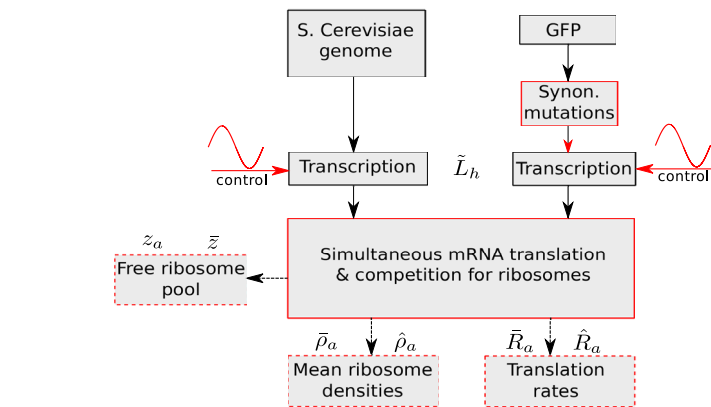 S. Cerevisiae
genome
GFP
Synon.
mutations
control
Transcription
L̃_h
Transcription
control
Simultaneous mRNA translation
& competition for ribosomes
z_a z̄
Free ribosome
pool
ρ̄_a ρ̂_a
Mean ribosome
densities
R̄_a R̂_a
Translation
rates